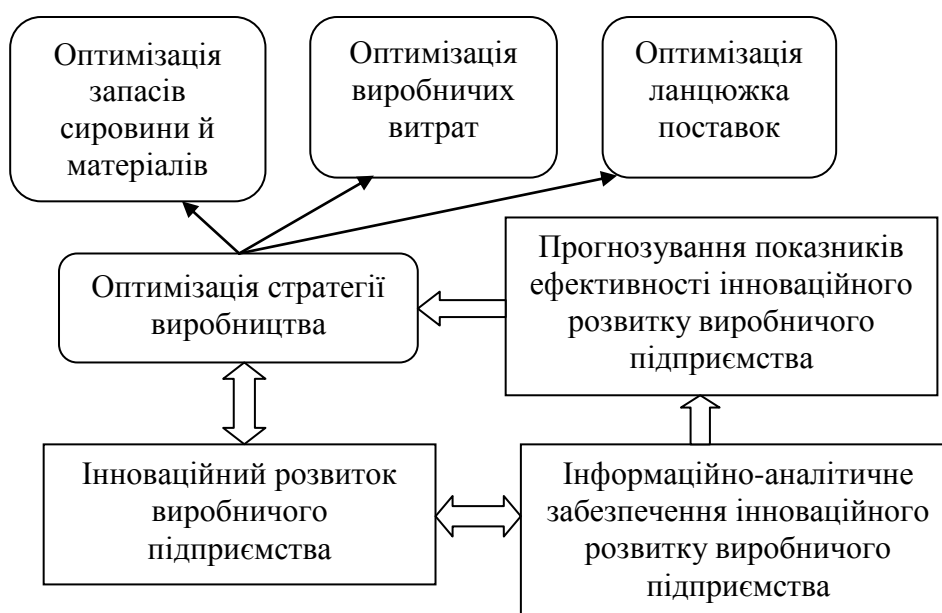 Оптимізація
запасів
сировини й
матеріалів
Оптимізація
виробничих
витрат
Оптимізація
ланцюжка
поставок
Оптимізація стратегії
виробництва
Прогнозування показників
ефективності інноваційного
розвитку виробничого
підприємства
Інноваційний розвиток
виробничого
підприємства
Інформаційно-аналітичне
забезпечення інноваційного
розвитку виробничого
підприємства